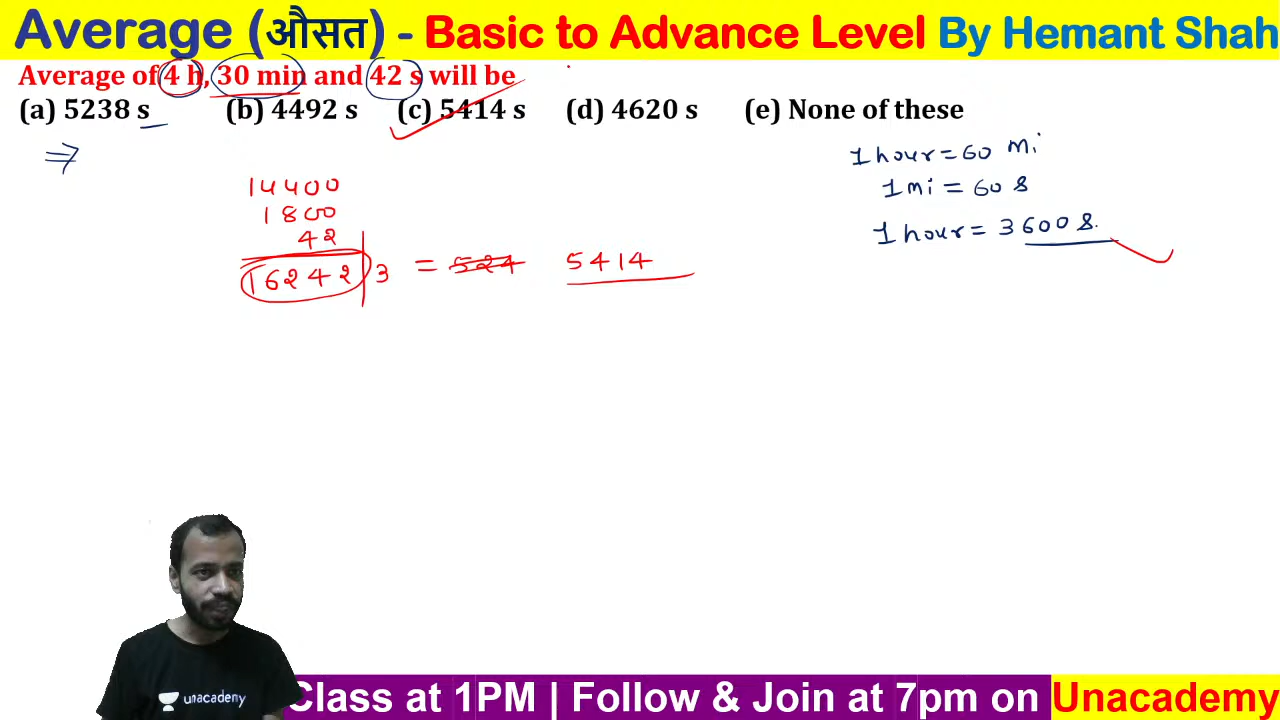 Average (औसत) - Basic to Advance Level By Hemant Shah
Average of 4 h, 30 min and 42 s will be
(a) 5238 s (b) 4492 s (c) 5414 s (d) 4620 s (e) None of these
⇒
1 hour = 60 mi
1 mi = 60 s
1 hour = 3600 s.
14400
1800
42
16242 3 = 524 5414
unacademy
Class at 1PM | Follow & Join at 7pm on Unacademy